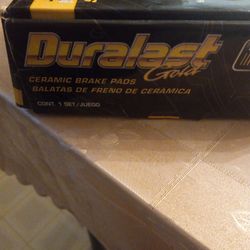 Duralast
Gold
CERAMIC BRAKE PADS
BALATAS DE FRENO DE CERAMICA
CONT. 1 SET/JUEGO